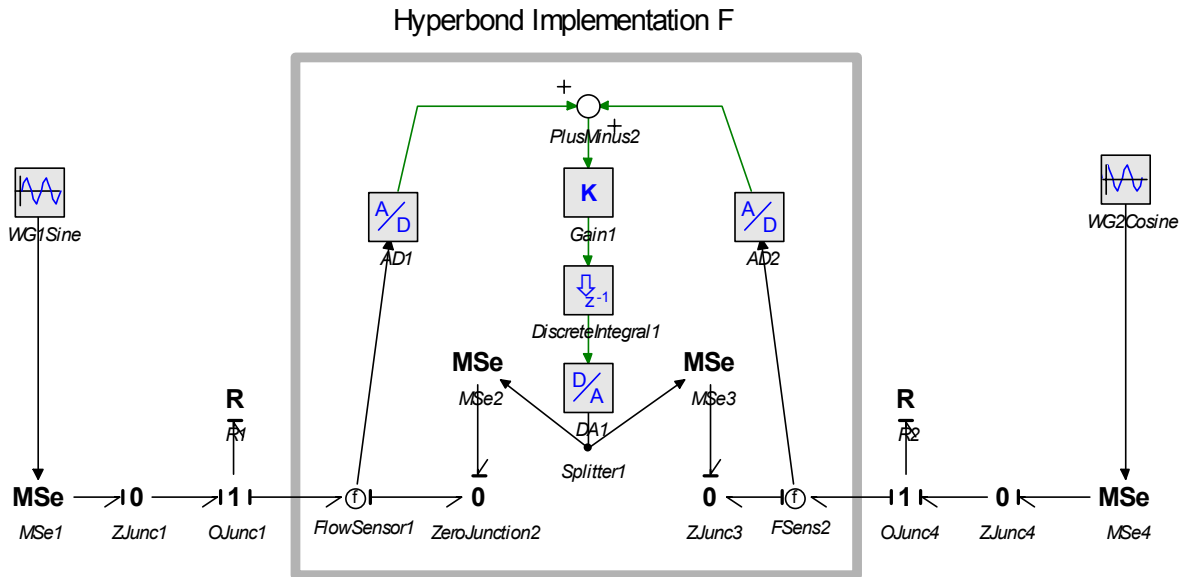 Hyperbond Implementation F
+
+
PlusMinus2
K
Gain1
WG1Sine
WG2Cosine
A/D
AD1
A/D
AD2
z-1
DiscreteIntegral1
MSe
MSe2
MSe
MSe3
D/A
DA1
Splitter1
R
R1
R
R2
MSe
0
1
f
0
0
f
1
0
MSe
MSe1
ZJunc1
OJunc1
FlowSensor1
ZeroJunction2
ZJunc3
FSens2
OJunc4
ZJunc4
MSe4